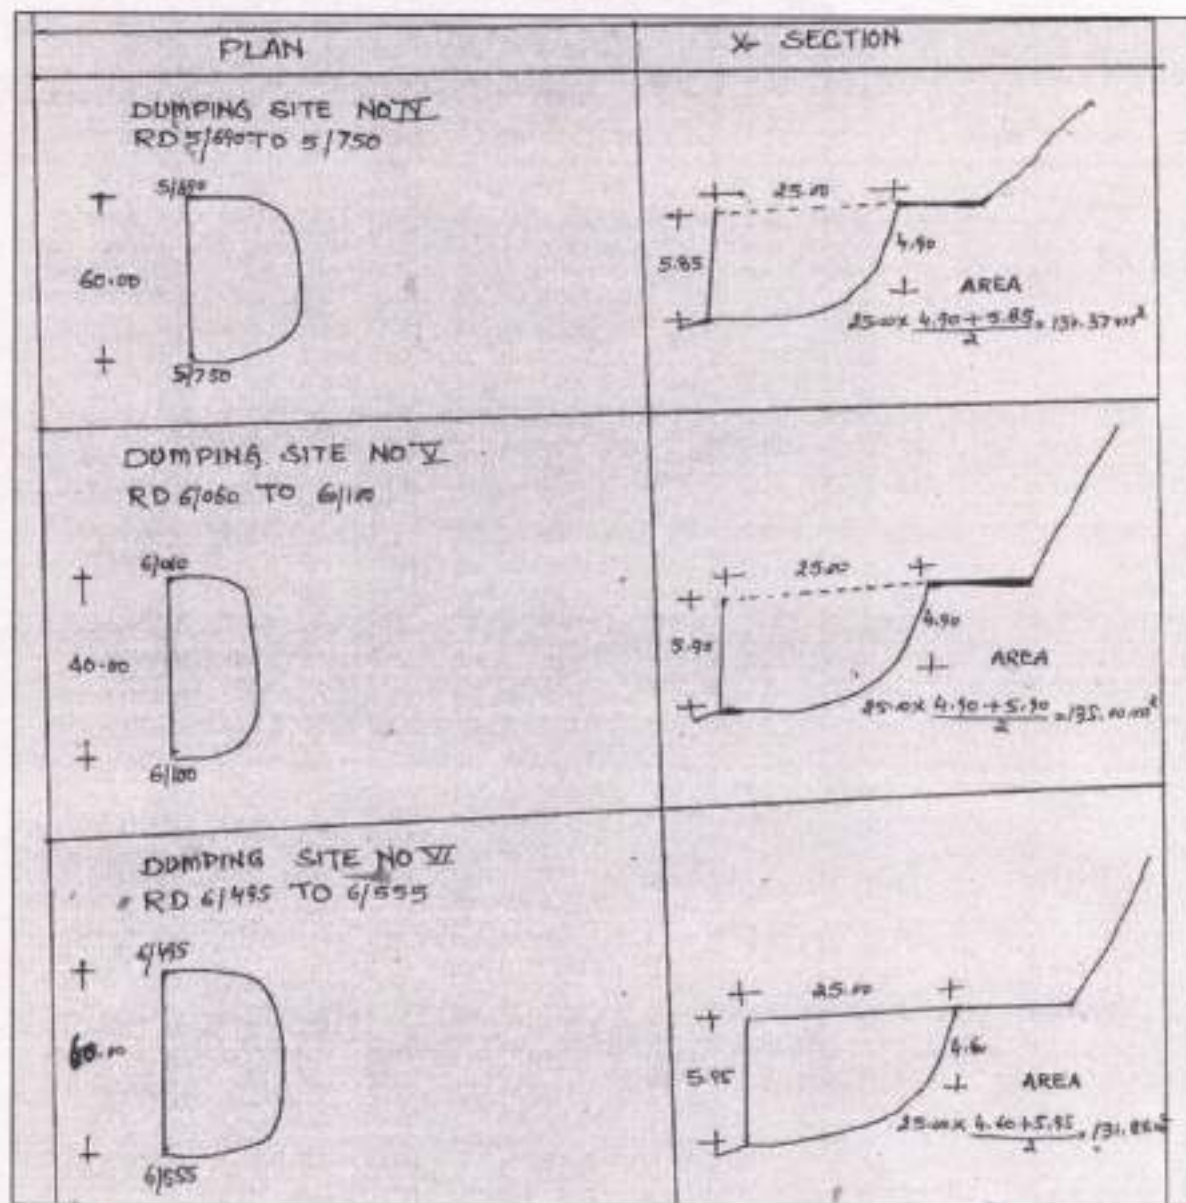 PLAN
X- SECTION
DUMPING SITE NO IV
RD 5/690 TO 5/750
5/690
60.00
5/750
25.00
5.85
4.90
AREA
25.00 x 4.90 + 5.85 / 2 = 134.37 m²
DUMPING SITE NO V
RD 6/060 TO 6/100
6/060
40.00
6/100
25.00
5.90
4.90
AREA
25.00 x 4.90 + 5.90 / 2 = 135.00 m²
DUMPING SITE NO VI
RD 6/495 TO 6/555
6/495
60.00
6/555
25.00
5.95
4.60
AREA
25.00 x 4.60 + 5.95 / 2